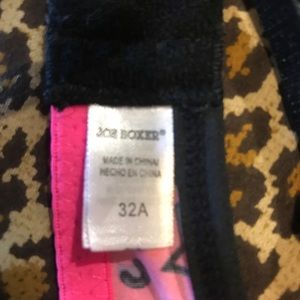 JOE BOXER®
MADE IN CHINA/
HECHO EN CHINA
32A